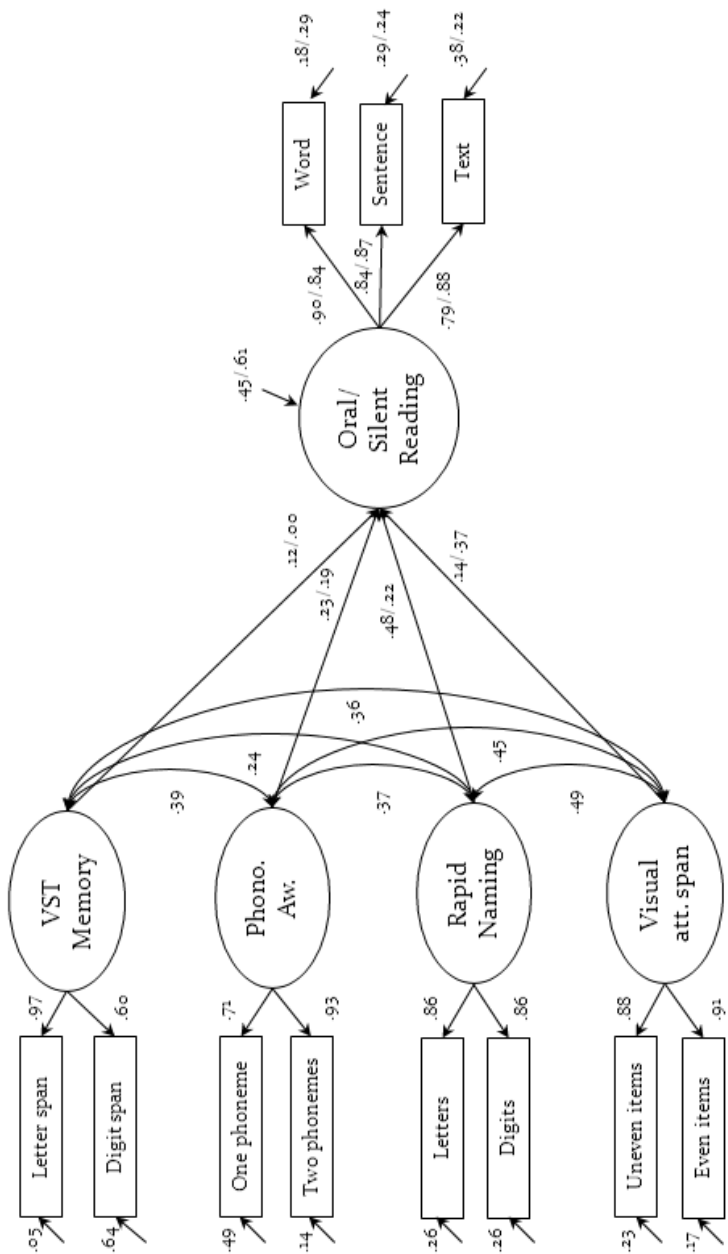 .05
Letter span
.97
.64
Digit span
.60
VST
Memory
.49
One phoneme
.71
.14
Two phonemes
.93
Phono.
Aw.
.26
Letters
.86
.26
Digits
.86
Rapid
Naming
.23
Uneven items
.88
.17
Even items
.91
Visual
att. span
.39
.24
.36
.37
.45
.49
.12/.00
.23/.19
.48/.22
.14/.37
.45/.61
Oral/
Silent
Reading
.90/.84
.84/.87
.79/.88
Word
.18/.29
Sentence
.29/.24
Text
.38/.22